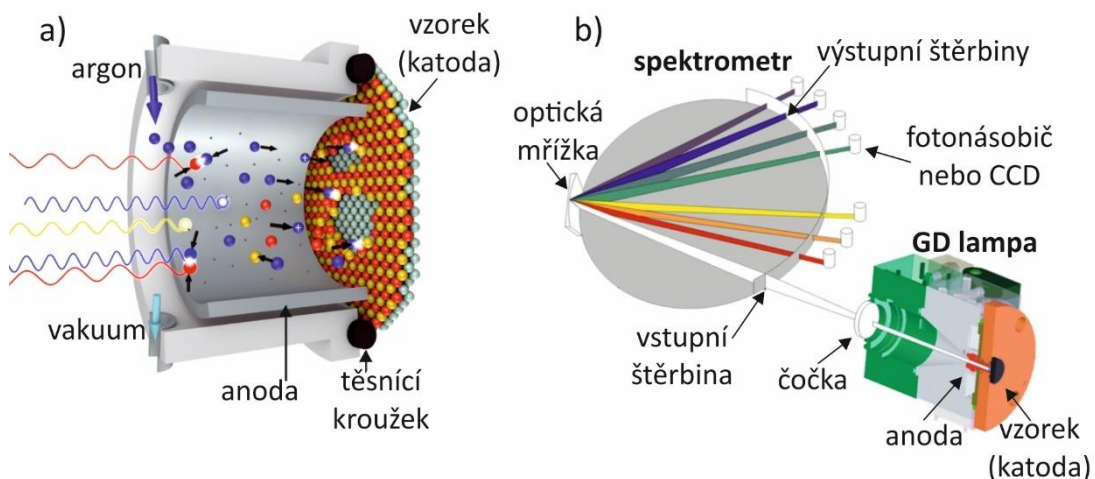 a)
argon
vzorek
(katoda)
vakuum
anoda
těsnící
kroužek
b)
spektrometr
výstupní štěrbiny
optická
mřížka
fotonásobič
nebo CCD
GD lampa
vstupní
štěrbina
čočka
anoda
vzorek
(katoda)